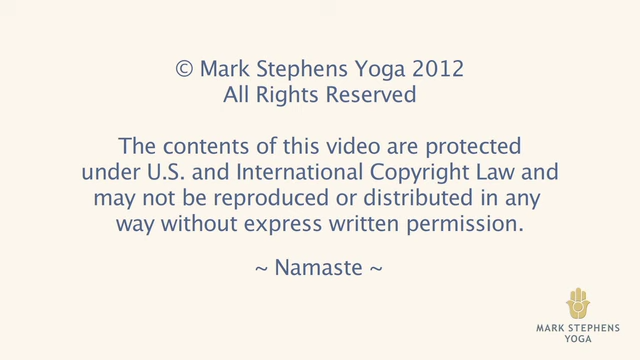 © Mark Stephens Yoga 2012
All Rights Reserved
The contents of this video are protected
under U.S. and International Copyright Law and
may not be reproduced or distributed in any
way without express written permission.
~ Namaste ~
MARK STEPHENS
YOGA